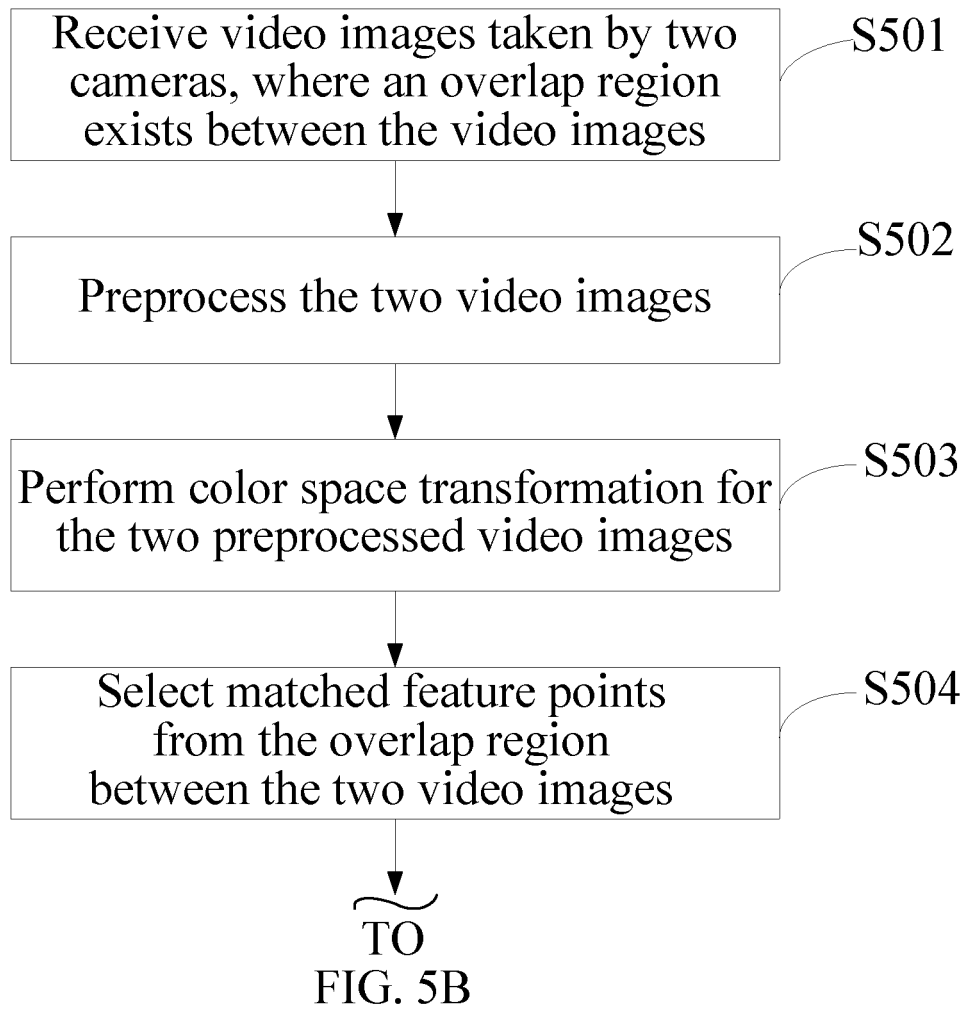 Receive video images taken by two
cameras, where an overlap region
exists between the video images
S501
Preprocess the two video images
S502
Perform color space transformation for
the two preprocessed video images
S503
Select matched feature points
from the overlap region
between the two video images
S504
TO
FIG. 5B